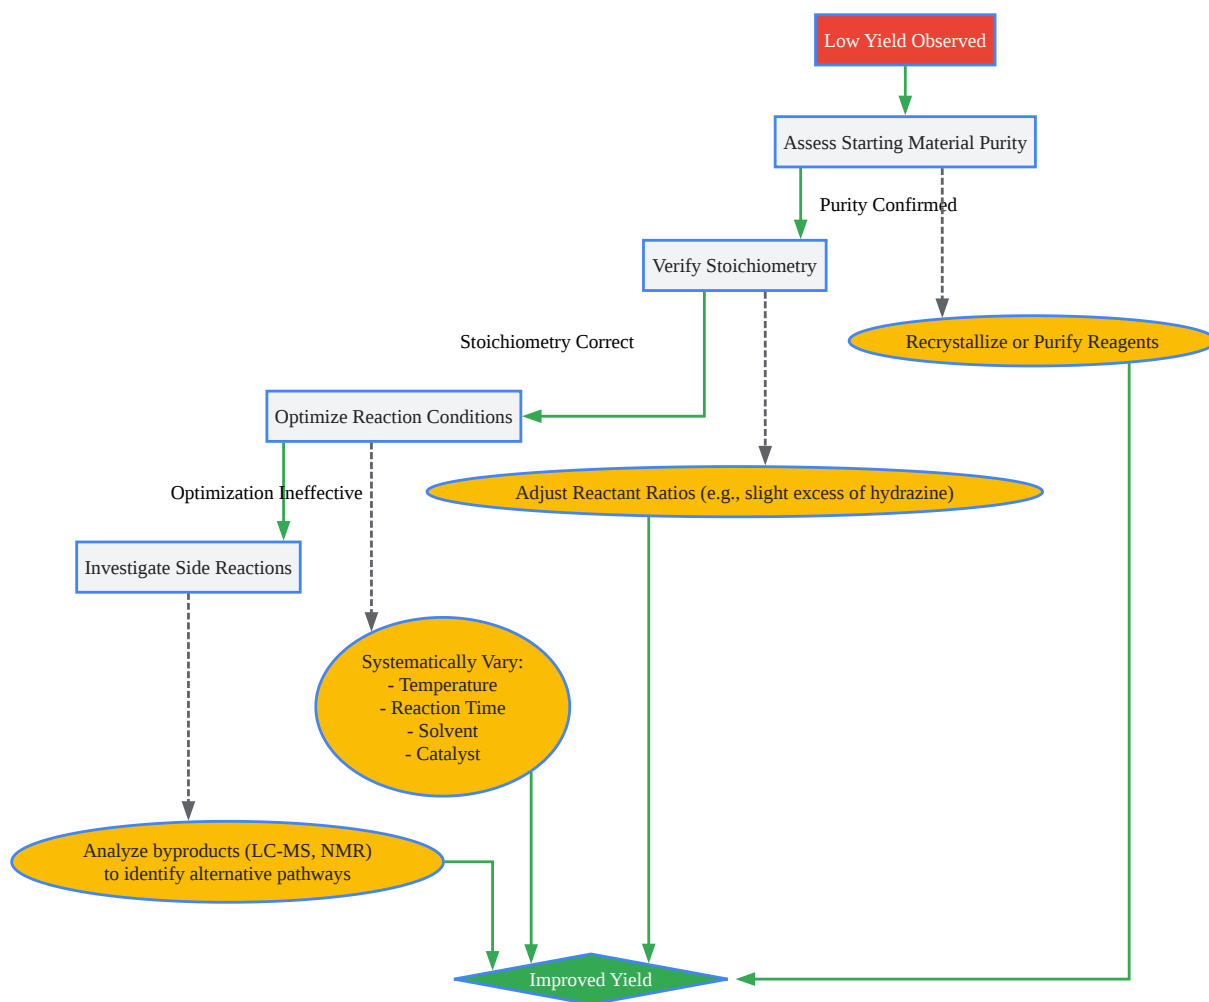 Low Yield Observed
Assess Starting Material Purity
Purity Confirmed
Verify Stoichiometry
Stoichiometry Correct
Recrystallize or Purify Reagents
Optimize Reaction Conditions
Optimization Ineffective
Adjust Reactant Ratios (e.g., slight excess of hydrazine)
Investigate Side Reactions
Systematically Vary:
- Temperature
- Reaction Time
- Solvent
- Catalyst
Analyze byproducts (LC-MS, NMR)
to identify alternative pathways
Improved Yield